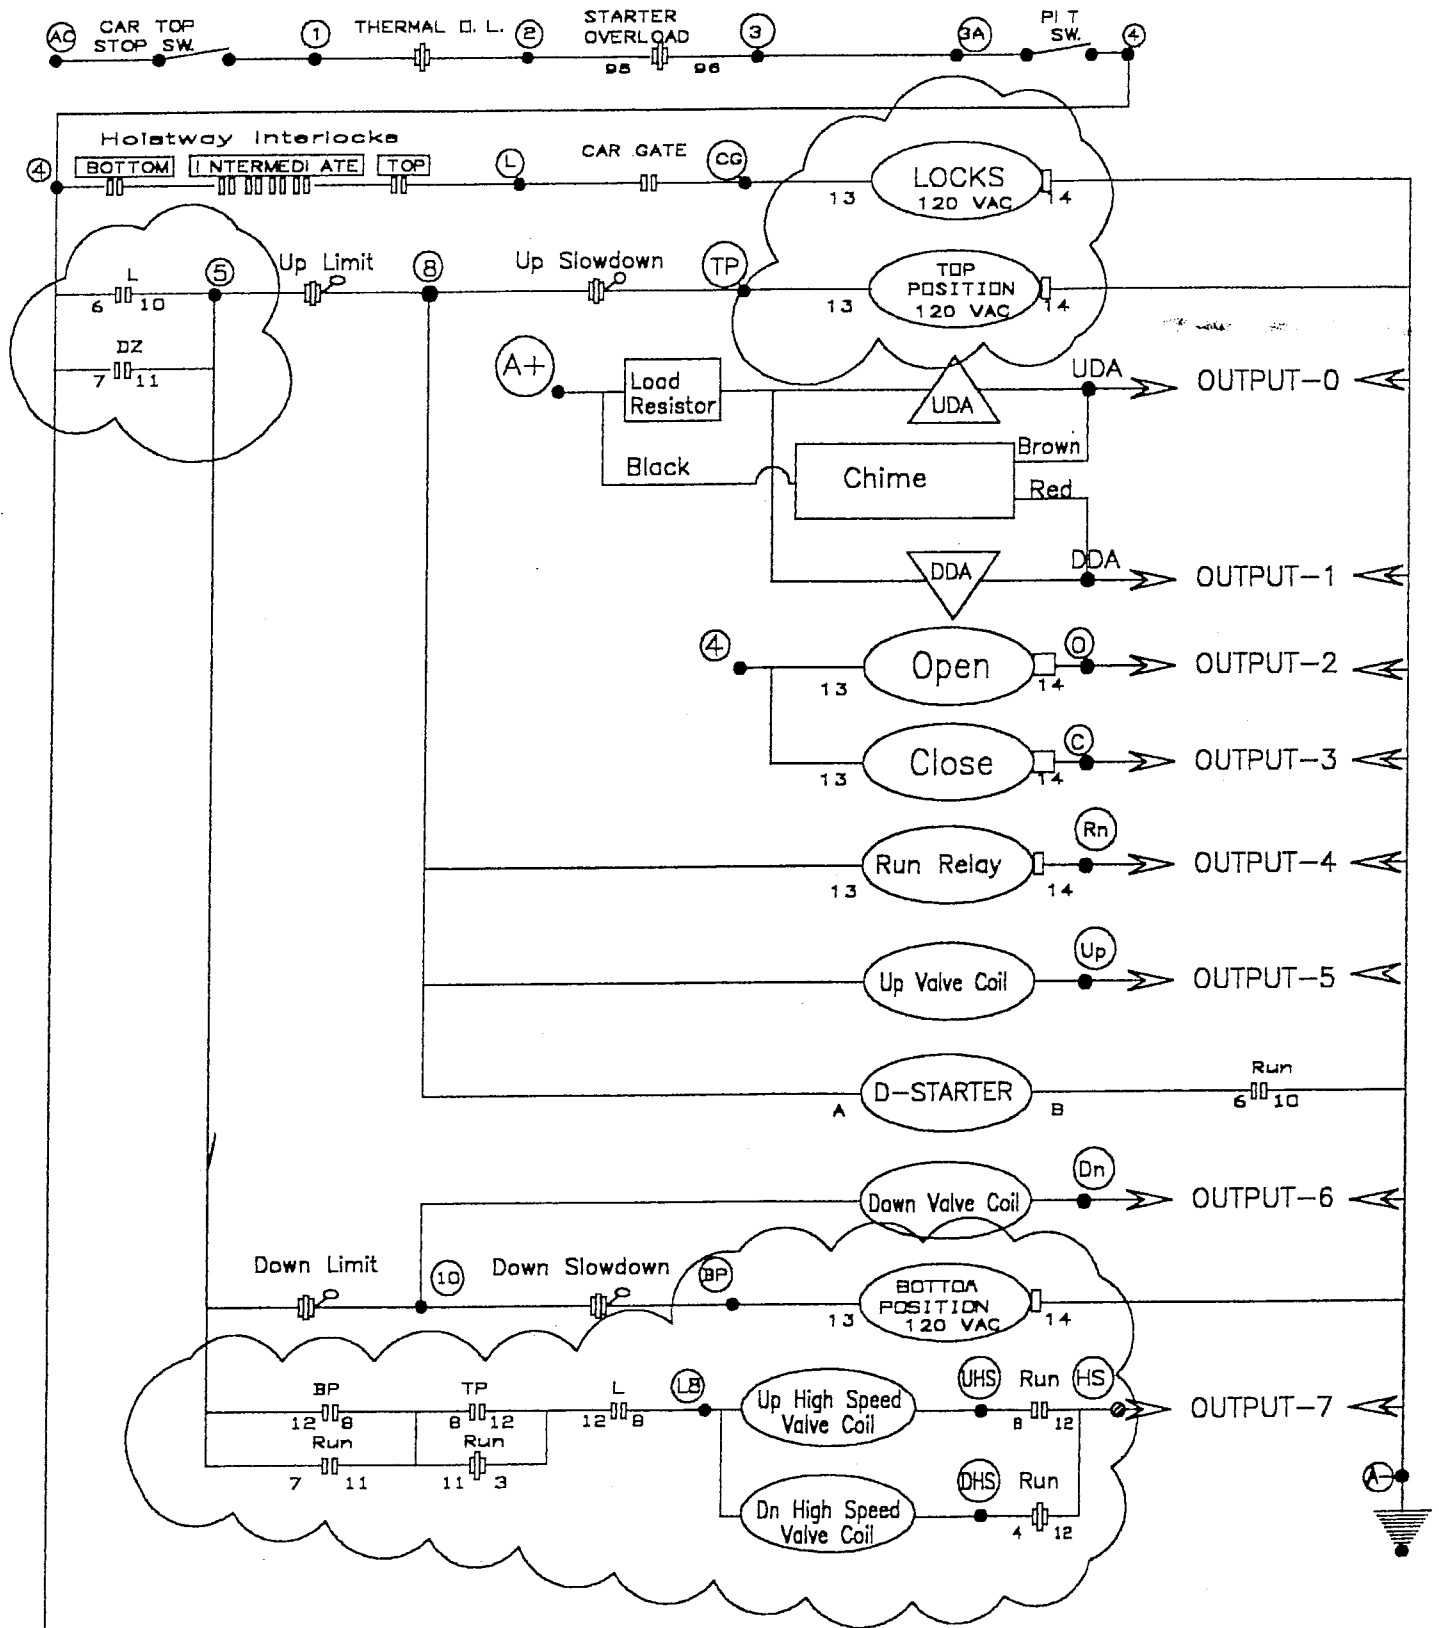 AC CAR TOP STOP SW. 1 THERMAL O. L. 2 STARTER OVERLOAD 95 96 3 3A PIT SW. 4
Hoistway Interlocks
4 BOTTOM INTERMEDIATE TOP L CAR GATE CG 13 LOCKS 120 VAC 14
L 6 10 5 Up Limit 8 Up Slowdown TP 13 TOP POSITION 120 VAC 14
DZ 7 11
A+ Load Resistor UDA UDA OUTPUT-0
Black Chime Brown
Red
DDA DDA OUTPUT-1
4 13 Open 14 O OUTPUT-2
13 Close 14 C OUTPUT-3
13 Run Relay 14 Rn OUTPUT-4
Up Valve Coil Up OUTPUT-5
A D-STARTER B Run 6 10
Down Valve Coil Dn OUTPUT-6
Down Limit 10 Down Slowdown BP 13 BOTTOM POSITION 120 VAC 14
BP 12 8 TP 8 12 L 12 8 L8 Up High Speed Valve Coil UHS Run 8 12 HS OUTPUT-7
Run 7 11 Run 11 3
Dn High Speed Valve Coil DHS Run 4 12
A-